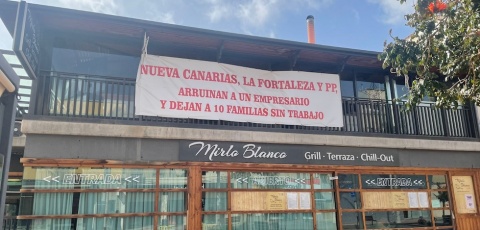 NUEVA CANARIAS, LA FORTALEZA Y PP,
ARRUINAN A UN EMPRESARIO
Y DEJAN A 10 FAMILIAS SIN TRABAJO
Mirlo Blanco Grill - Terraza - Chill-Out
<< ENTRADA <<
<< ENTRADA <<